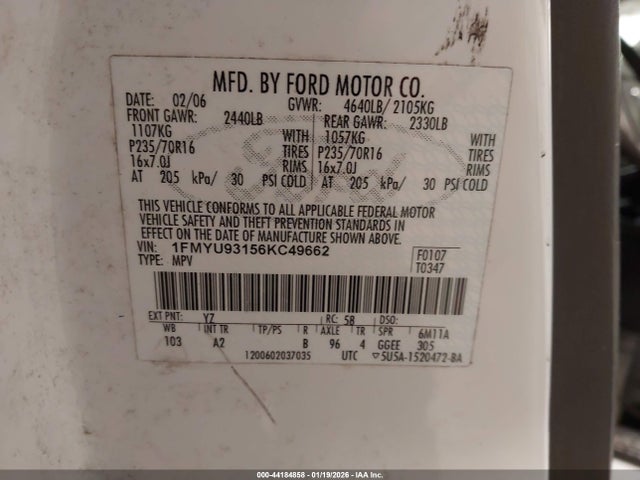 MFD. BY FORD MOTOR CO.
DATE: 02/06 GVWR: 4640LB/ 2105KG
FRONT GAWR: 2440LB REAR GAWR: 2330LB
1107KG WITH 1057KG WITH
P235/70R16 TIRES P235/70R16 TIRES
16x7.0J RIMS 16x7.0J RIMS
AT 205 kPa/ 30 PSI COLD AT 205 kPa/ 30 PSI COLD
THIS VEHICLE CONFORMS TO ALL APPLICABLE FEDERAL MOTOR
VEHICLE SAFETY AND THEFT PREVENTION STANDARDS IN
EFFECT ON THE DATE OF MANUFACTURE SHOWN ABOVE.
VIN: 1FMYU93156KC49662 F0107
TYPE: MPV T0347
EXT PNT: YZ RC: 58 DSO:
WB INT TR TP/PS R AXLE TR SPR 6M11A
103 A2 B 96 4 GGEE 305
1200602037035 UTC ▽5U5A-1520472-BA
000-44184858 | 01/19/2026 | IAA Inc.